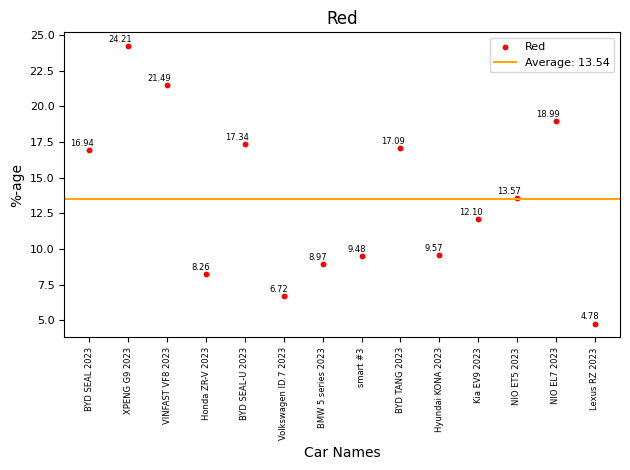 Red
25.0
22.5
20.0
17.5
15.0
12.5
10.0
7.5
5.0
%-age
Red
Average: 13.54
16.94
24.21
21.49
8.26
17.34
6.72
8.97
9.48
17.09
9.57
12.10
13.57
18.99
4.78
BYD SEAL 2023
XPENG G9 2023
VINFAST VF8 2023
Honda ZR-V 2023
BYD SEAL-U 2023
Volkswagen ID.7 2023
BMW 5 series 2023
smart #3
BYD TANG 2023
Hyundai KONA 2023
Kia EV9 2023
NIO ET5 2023
NIO EL7 2023
Lexus RZ 2023
Car Names